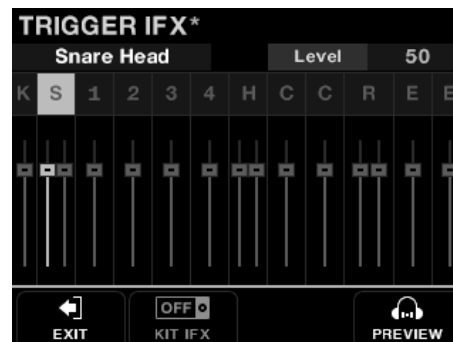 TRIGGER IFX*
Snare Head Level 50
K S 1 2 3 4 H C C R E E
EXIT OFF KIT IFX PREVIEW